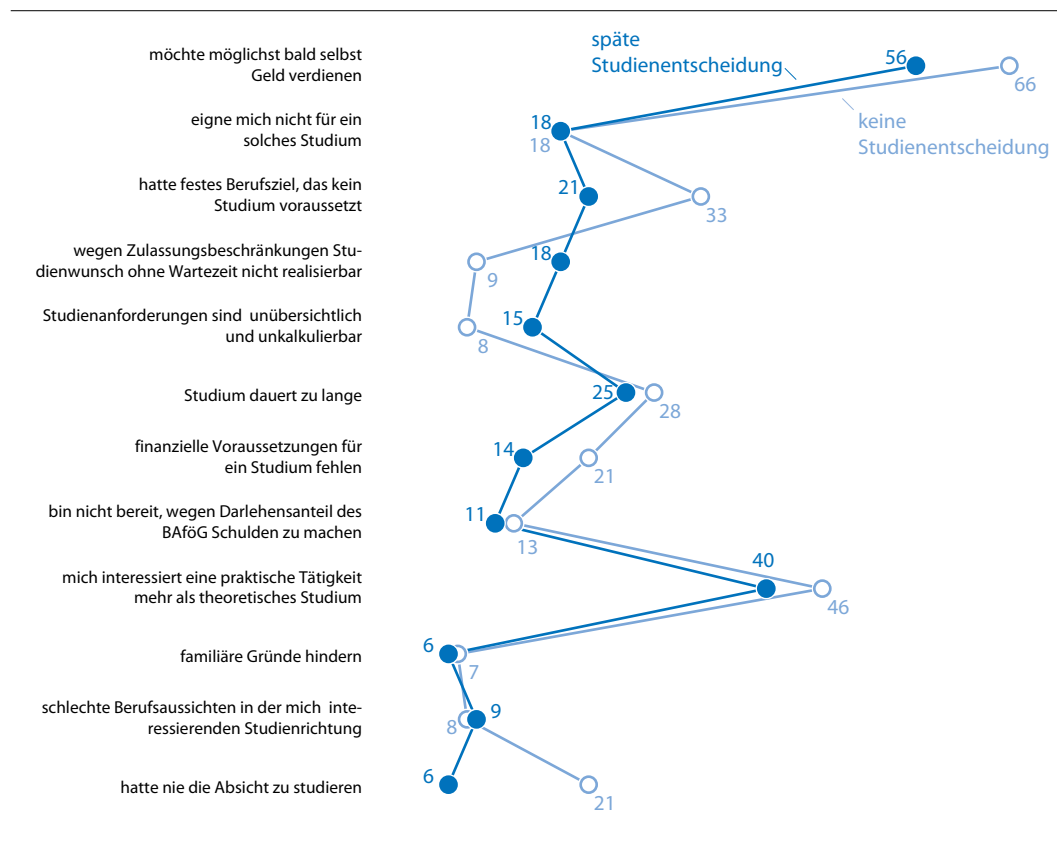 späte
Studienentscheidung
keine
Studienentscheidung
möchte möglichst bald selbst
Geld verdienen
56
66
eigne mich nicht für ein
solches Studium
18
18
hatte festes Berufsziel, das kein
Studium voraussetzt
21
33
wegen Zulassungsbeschränkungen Stu-
dienwunsch ohne Wartezeit nicht realisierbar
18
9
Studienanforderungen sind unübersichtlich
und unkalkulierbar
15
8
Studium dauert zu lange
25
28
finanzielle Voraussetzungen für
ein Studium fehlen
14
21
bin nicht bereit, wegen Darlehensanteil des
BAföG Schulden zu machen
11
13
mich interessiert eine praktische Tätigkeit
mehr als theoretisches Studium
40
46
familiäre Gründe hindern
6
7
schlechte Berufsaussichten in der mich inte-
ressierenden Studienrichtung
8
9
hatte nie die Absicht zu studieren
6
21